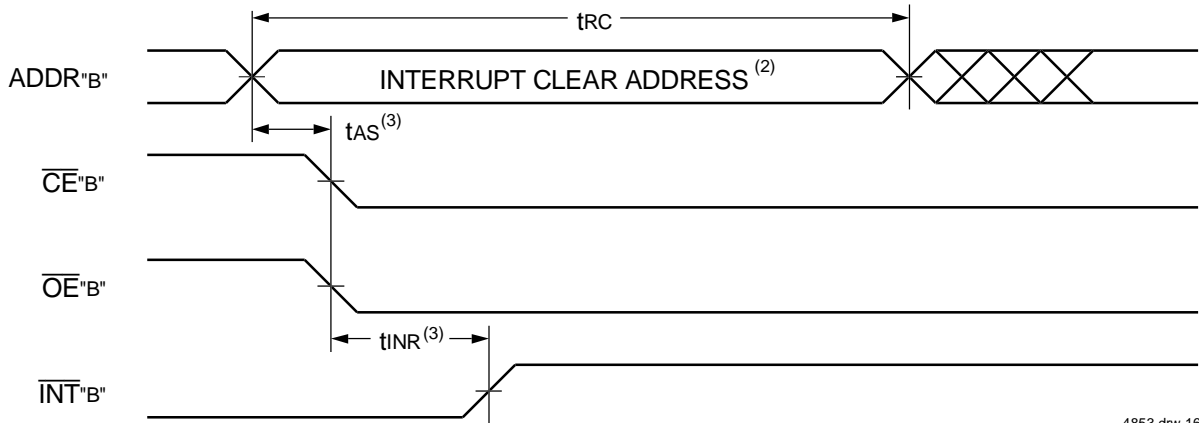 tRC
ADDR"B"
INTERRUPT CLEAR ADDRESS (2)
tAS(3)
CE"B"
OE"B"
tINR(3)
INT"B"